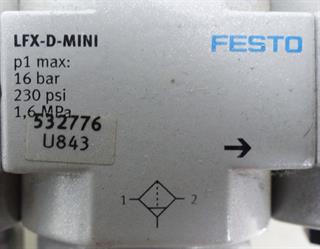 LFX-D-MINI
FESTO
p1 max:
16 bar
230 psi
1,6 MPa
532776
U843
1
2